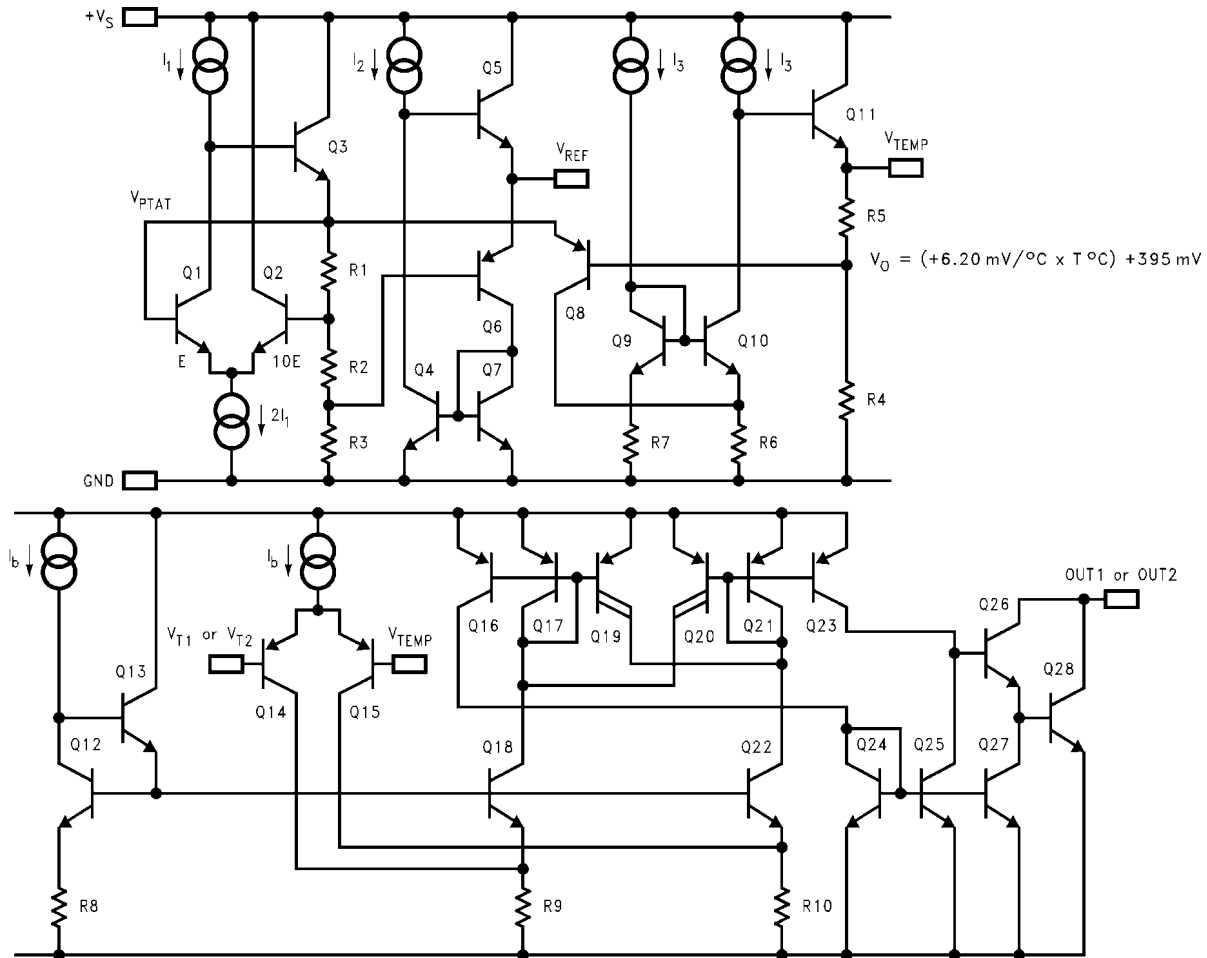 +VS
I1
I2
Q5
I3
I3
Q11
Q3
VREF
VTEMP
VPTAT
R5
R1
VO = (+6.20 mV/°C x T °C) +395 mV
Q1
Q2
Q6
Q8
Q9
Q10
E
10E
R2
Q4
Q7
R4
2I1
R3
R7
R6
GND
Ib
Ib
OUT1 or OUT2
Q26
VT1 or VT2
VTEMP
Q16
Q17
Q19
Q20
Q21
Q23
Q28
Q13
Q14
Q15
Q12
Q18
Q22
Q24
Q25
Q27
R8
R9
R10